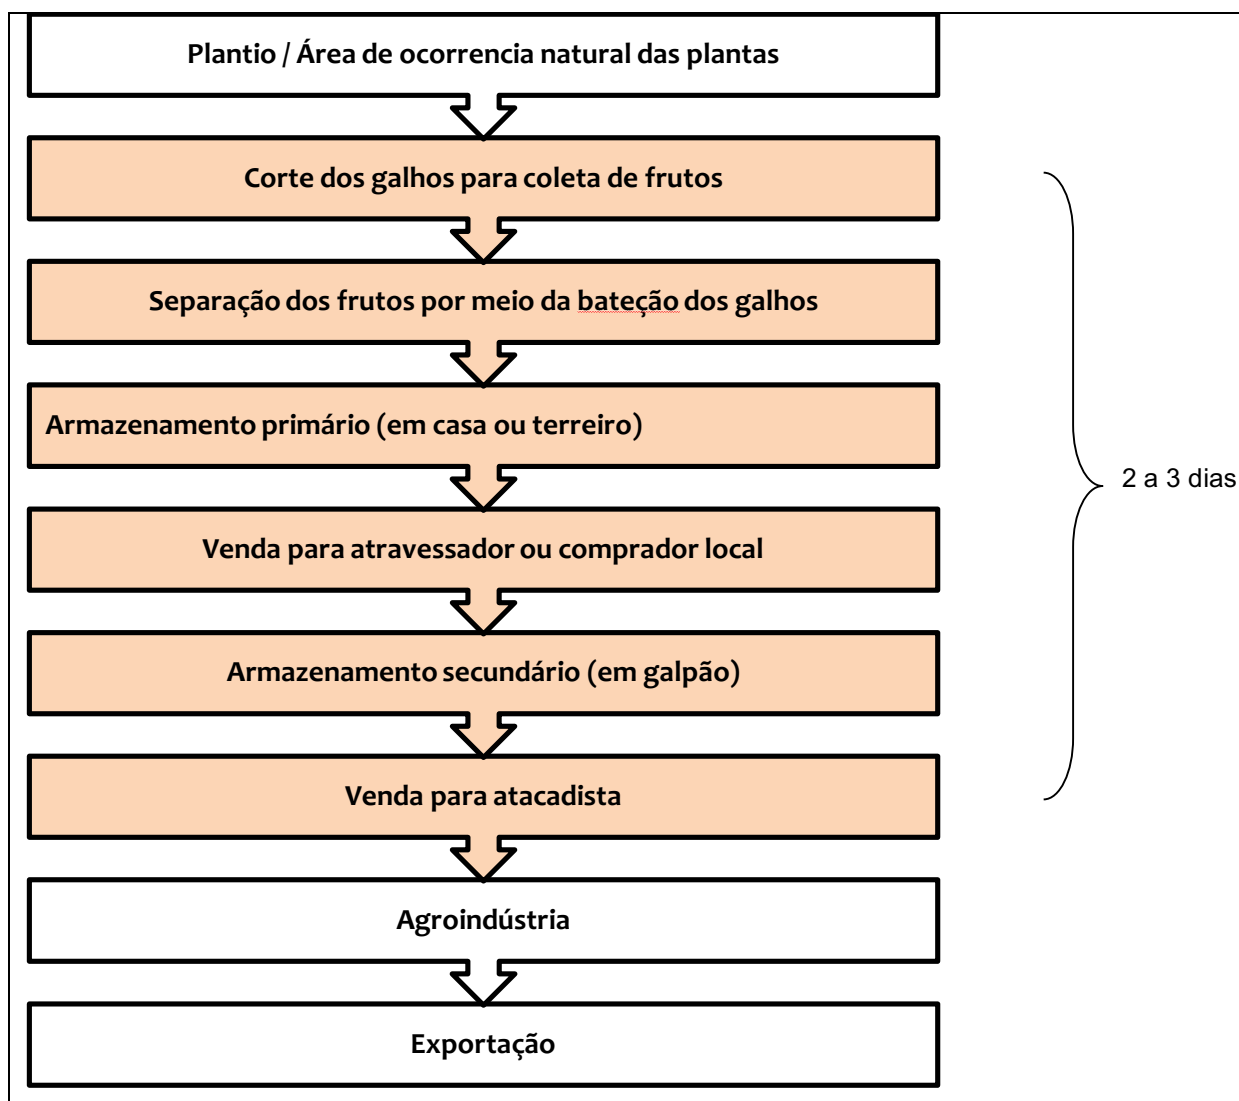 Plantio / Área de ocorrencia natural das plantas
Corte dos galhos para coleta de frutos
Separação dos frutos por meio da bateção dos galhos
Armazenamento primário (em casa ou terreiro)
2 a 3 dias
Venda para atravessador ou comprador local
Armazenamento secundário (em galpão)
Venda para atacadista
Agroindústria
Exportação